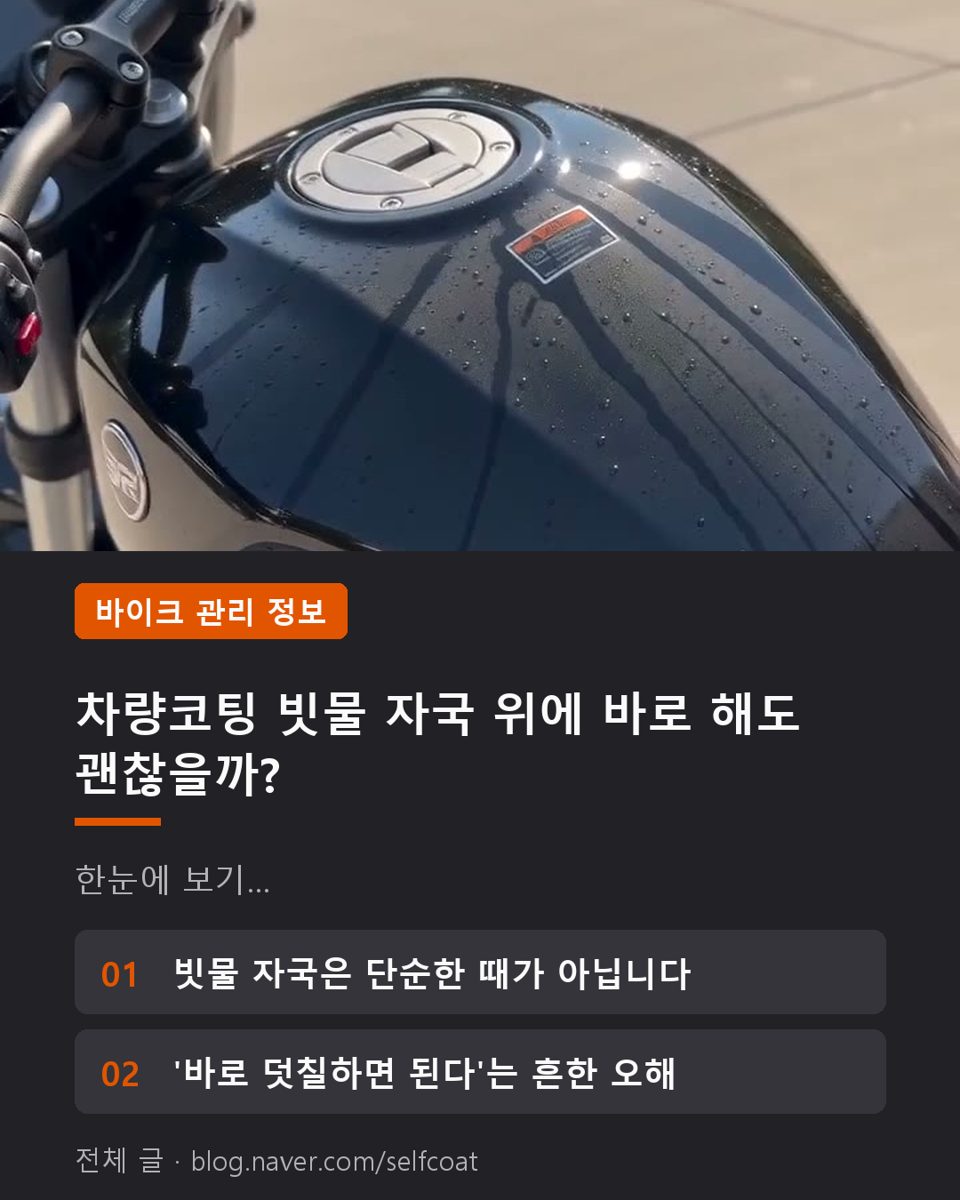 바이크 관리 정보
차량코팅 빗물 자국 위에 바로 해도
괜찮을까?
한눈에 보기...
01 빗물 자국은 단순한 때가 아닙니다
02 '바로 덧칠하면 된다'는 흔한 오해
전체 글 · blog.naver.com/selfcoat